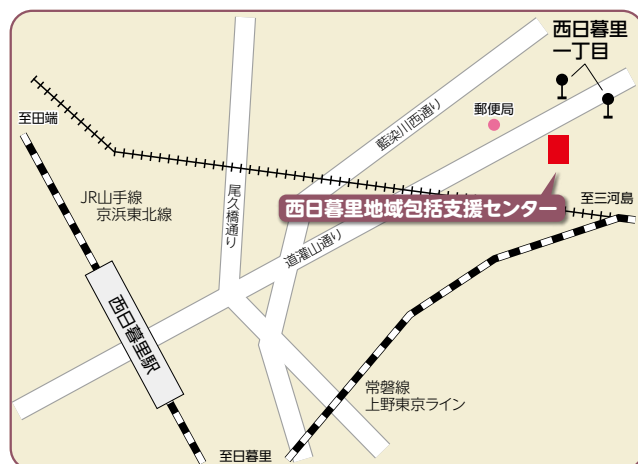 西日暮里
一丁目
郵便局
藍染川西通り
至田端
JR山手線
京浜東北線
尾久橋通り
西日暮里地域包括支援センター
至三河島
道灌山通り
西日暮里駅
常磐線
上野東京ライン
至日暮里